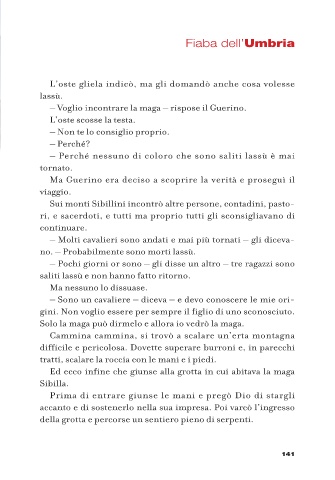 Fiaba dell'Umbria
L'oste gliela indicò, ma gli domandò anche cosa volesse
lassù.
– Voglio incontrare la maga – rispose il Guerino.
L'oste scosse la testa.
– Non te lo consiglio proprio.
– Perché?
– Perché nessuno di coloro che sono saliti lassù è mai
tornato.
Ma Guerino era deciso a scoprire la verità e proseguì il
viaggio.
Sui monti Sibillini incontrò altre persone, contadini, pasto-
ri, e sacerdoti, e tutti ma proprio tutti gli sconsigliavano di
continuare.
– Molti cavalieri sono andati e mai più tornati – gli diceva-
no. – Probabilmente sono morti lassù.
– Pochi giorni or sono – gli disse un altro – tre ragazzi sono
saliti lassù e non hanno fatto ritorno.
Ma nessuno lo dissuase.
– Sono un cavaliere – diceva – e devo conoscere le mie ori-
gini. Non voglio essere per sempre il figlio di uno sconosciuto.
Solo la maga può dirmelo e allora io vedrò la maga.
Cammina cammina, si trovò a scalare un'erta montagna
difficile e pericolosa. Dovette superare burroni e, in parecchi
tratti, scalare la roccia con le mani e i piedi.
Ed ecco infine che giunse alla grotta in cui abitava la maga
Sibilla.
Prima di entrare giunse le mani e pregò Dio di stargli
accanto e di sostenerlo nella sua impresa. Poi varcò l'ingresso
della grotta e percorse un sentiero pieno di serpenti.
141